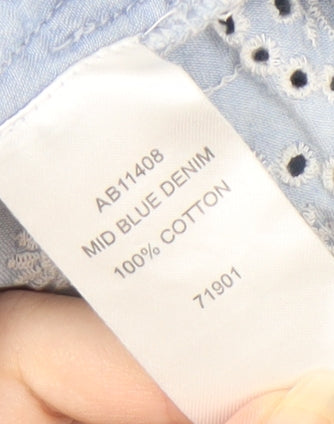 AB11408
MID BLUE DENIM
100% COTTON
71901